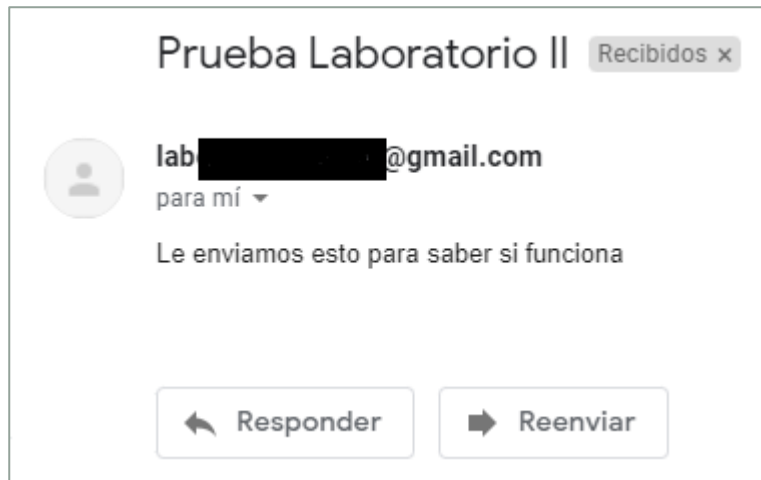 Prueba Laboratorio II Recibidos x
@gmail.com
para mí
Le enviamos esto para saber si funciona
Responder Reenviar